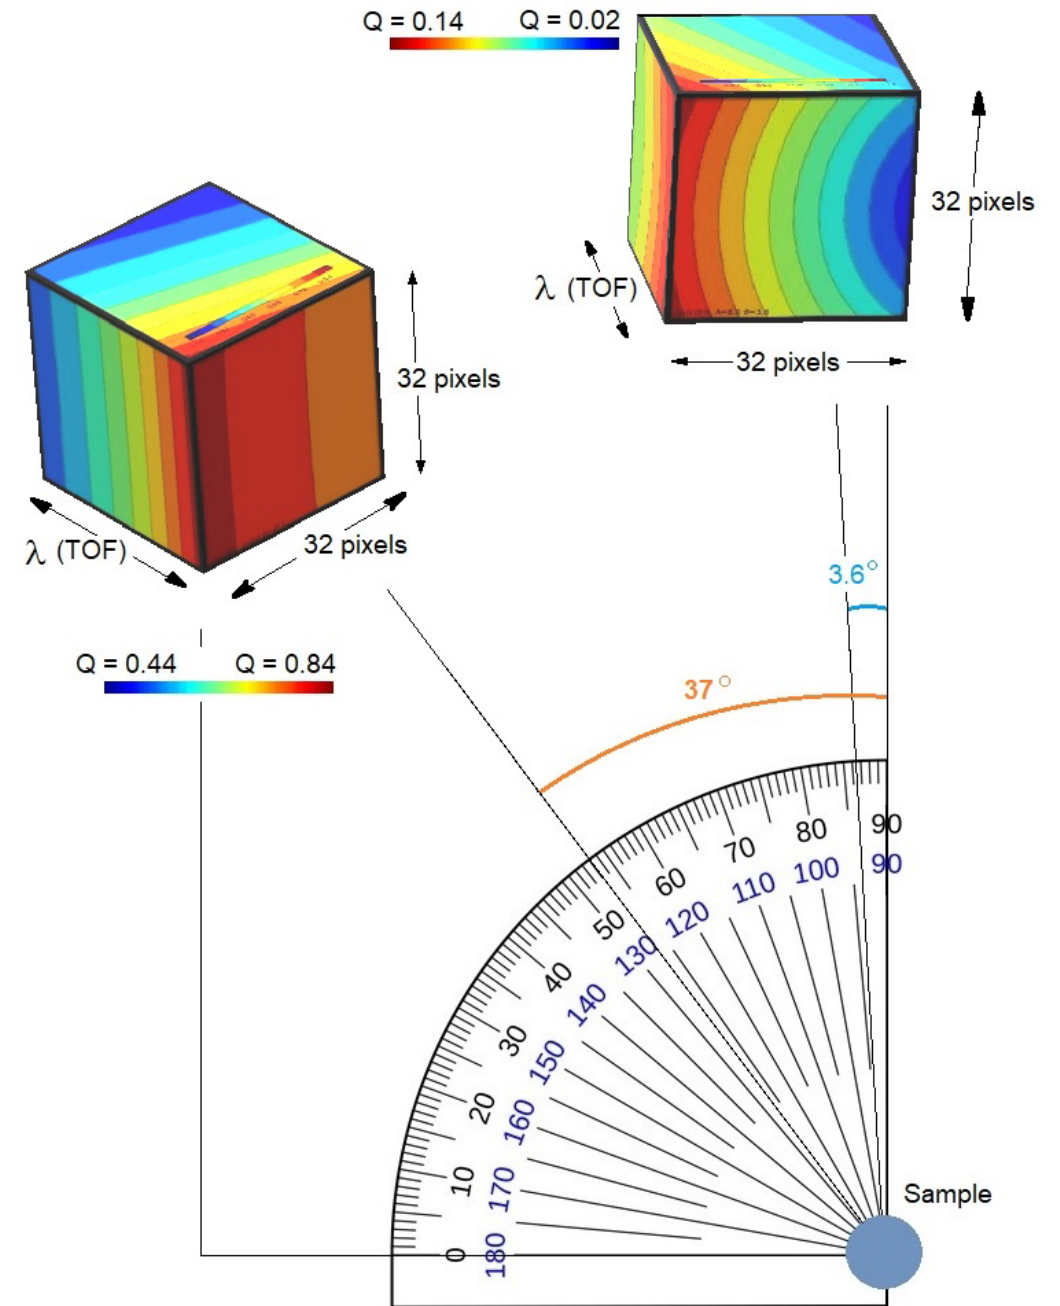 Q = 0.14 Q = 0.02
32 pixels
λ (TOF)
32 pixels
32 pixels
λ (TOF)
32 pixels
3.6°
Q = 0.44 Q = 0.84
37°
90
80
70
60
50
40
30
20
10
0
90
100
110
120
130
140
150
160
170
180
Sample